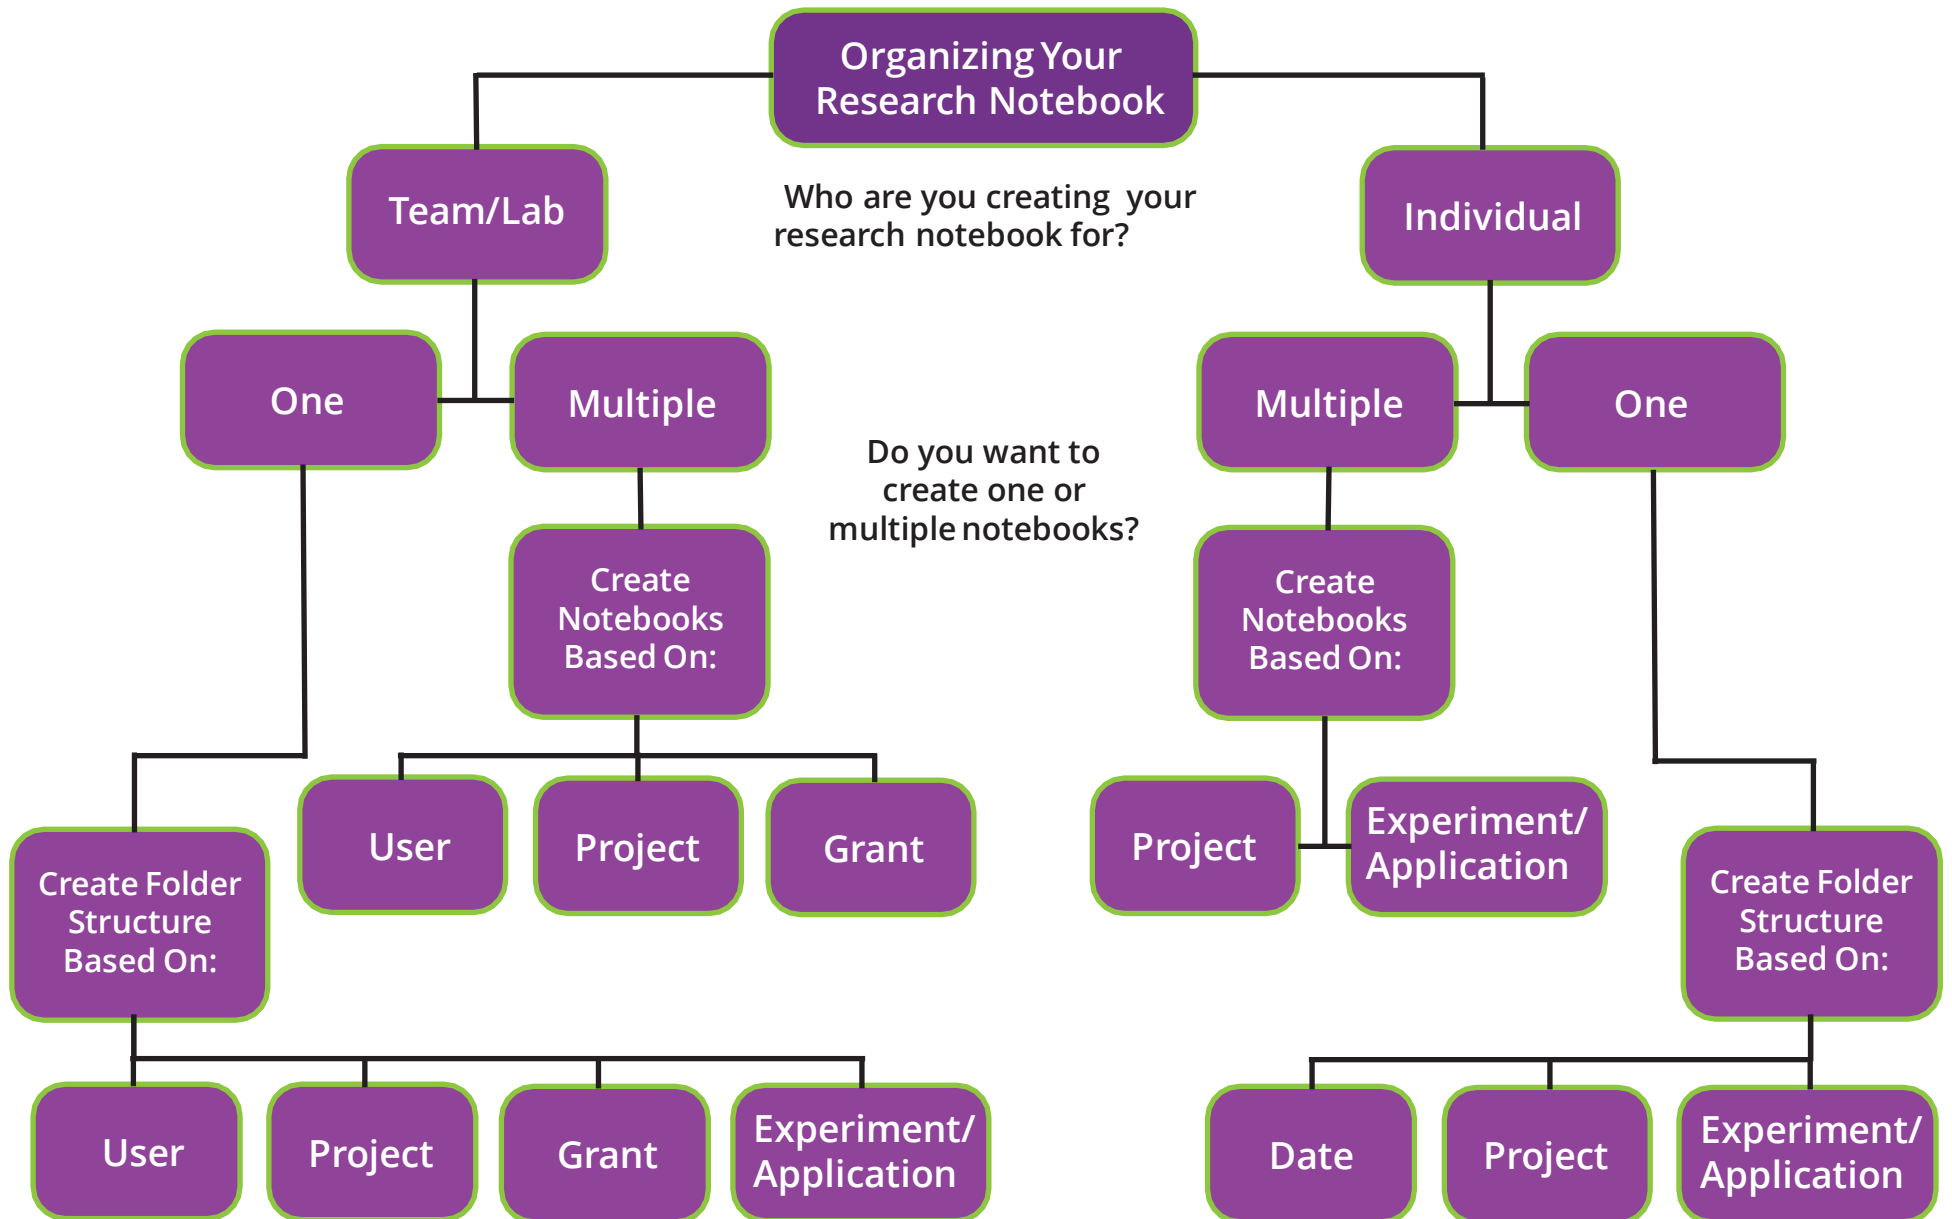 Organizing Your
Research Notebook
Team/Lab
Who are you creating your
research notebook for?
Individual
One
Multiple
Multiple
One
Do you want to
create one or
multiple notebooks?
Create
Notebooks
Based On:
Create
Notebooks
Based On:
User
Project
Grant
Project
Experiment/
Application
Create Folder
Structure
Based On:
Create Folder
Structure
Based On:
User
Project
Grant
Experiment/
Application
Date
Project
Experiment/
Application